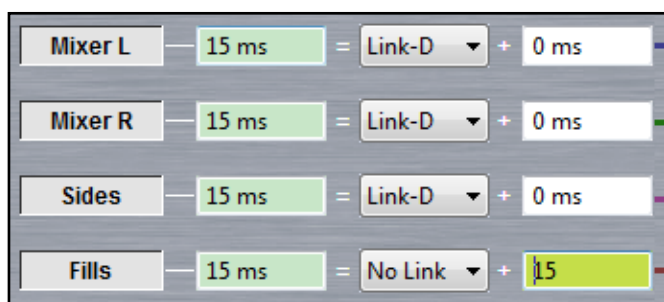 Mixer L 15 ms = Link-D + 0 ms
Mixer R 15 ms = Link-D + 0 ms
Sides 15 ms = Link-D + 0 ms
Fills 15 ms = No Link + 15